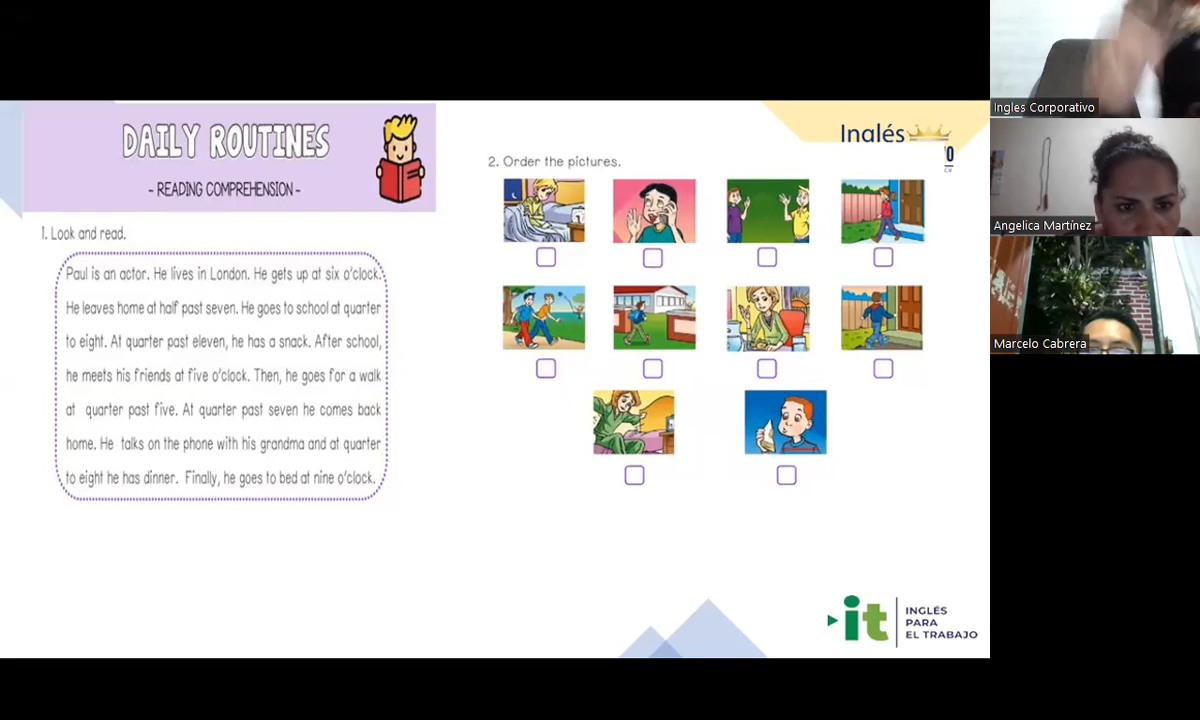 DAILY ROUTINES
- READING COMPREHENSION -
1. Look and read.
Paul is an actor. He lives in London. He gets up at six o'clock.
He leaves home at half past seven. He goes to school at quarter
to eight. At quarter past eleven, he has a snack. After school,
he meets his friends at five o'clock. Then, he goes for a walk
at quarter past five. At quarter past seven he comes back
home. He talks on the phone with his grandma and at quarter
to eight he has dinner. Finally, he goes to bed at nine o'clock.
Inglés
2. Order the pictures.
it
INGLÉS
PARA
EL TRABAJO
Ingles Corporativo
Angelica Martínez
Marcelo Cabrera